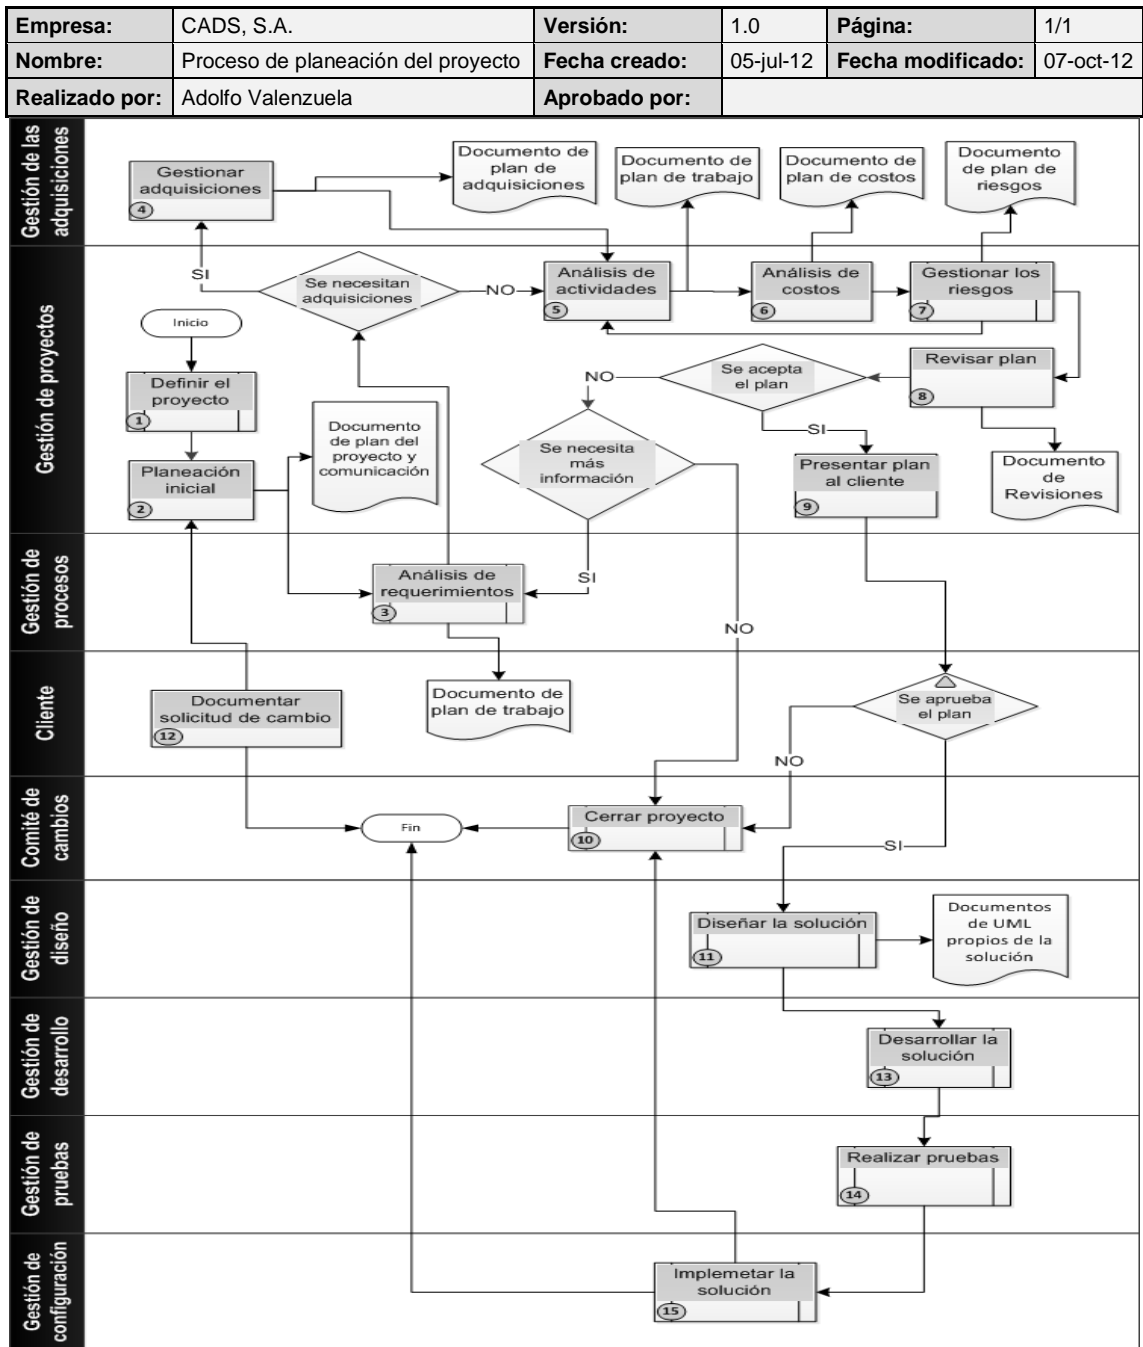 Empresa: CADS, S.A. Versión: 1.0 Página: 1/1
Nombre: Proceso de planeación del proyecto Fecha creado: 05-jul-12 Fecha modificado: 07-oct-12
Realizado por: Adolfo Valenzuela Aprobado por:
Gestión de las
adquisiciones
Gestionar
adquisiciones
4
Documento de
plan de
adquisiciones
Documento de
plan de trabajo
Documento de
plan de costos
Documento
de plan de
riesgos
Gestión de proyectos
SI
Se necesitan
adquisiciones
NO
Análisis de
actividades
5
Análisis de
costos
6
Gestionar los
riesgos
7
Inicio
Definir el
proyecto
1
Planeación
inicial
2
Documento
de plan del
proyecto y
comunicación
NO
Se acepta
el plan
Revisar plan
8
SI
Se necesita
más
información
Presentar plan
al cliente
9
Documento
de
Revisiones
Gestión de
procesos
Análisis de
requerimientos
3
SI
NO
Cliente
Documentar
solicitud de cambio
12
Documento de
plan de trabajo
Se aprueba
el plan
NO
Comité de
cambios
Fin
Cerrar proyecto
10
SI
Gestión de
diseño
Diseñar la solución
11
Documentos
de UML
propios de la
solución
Gestión de
desarrollo
Desarrollar la
solución
13
Gestión de
pruebas
Realizar pruebas
14
Gestión de
configuración
Implemetar la
solución
15